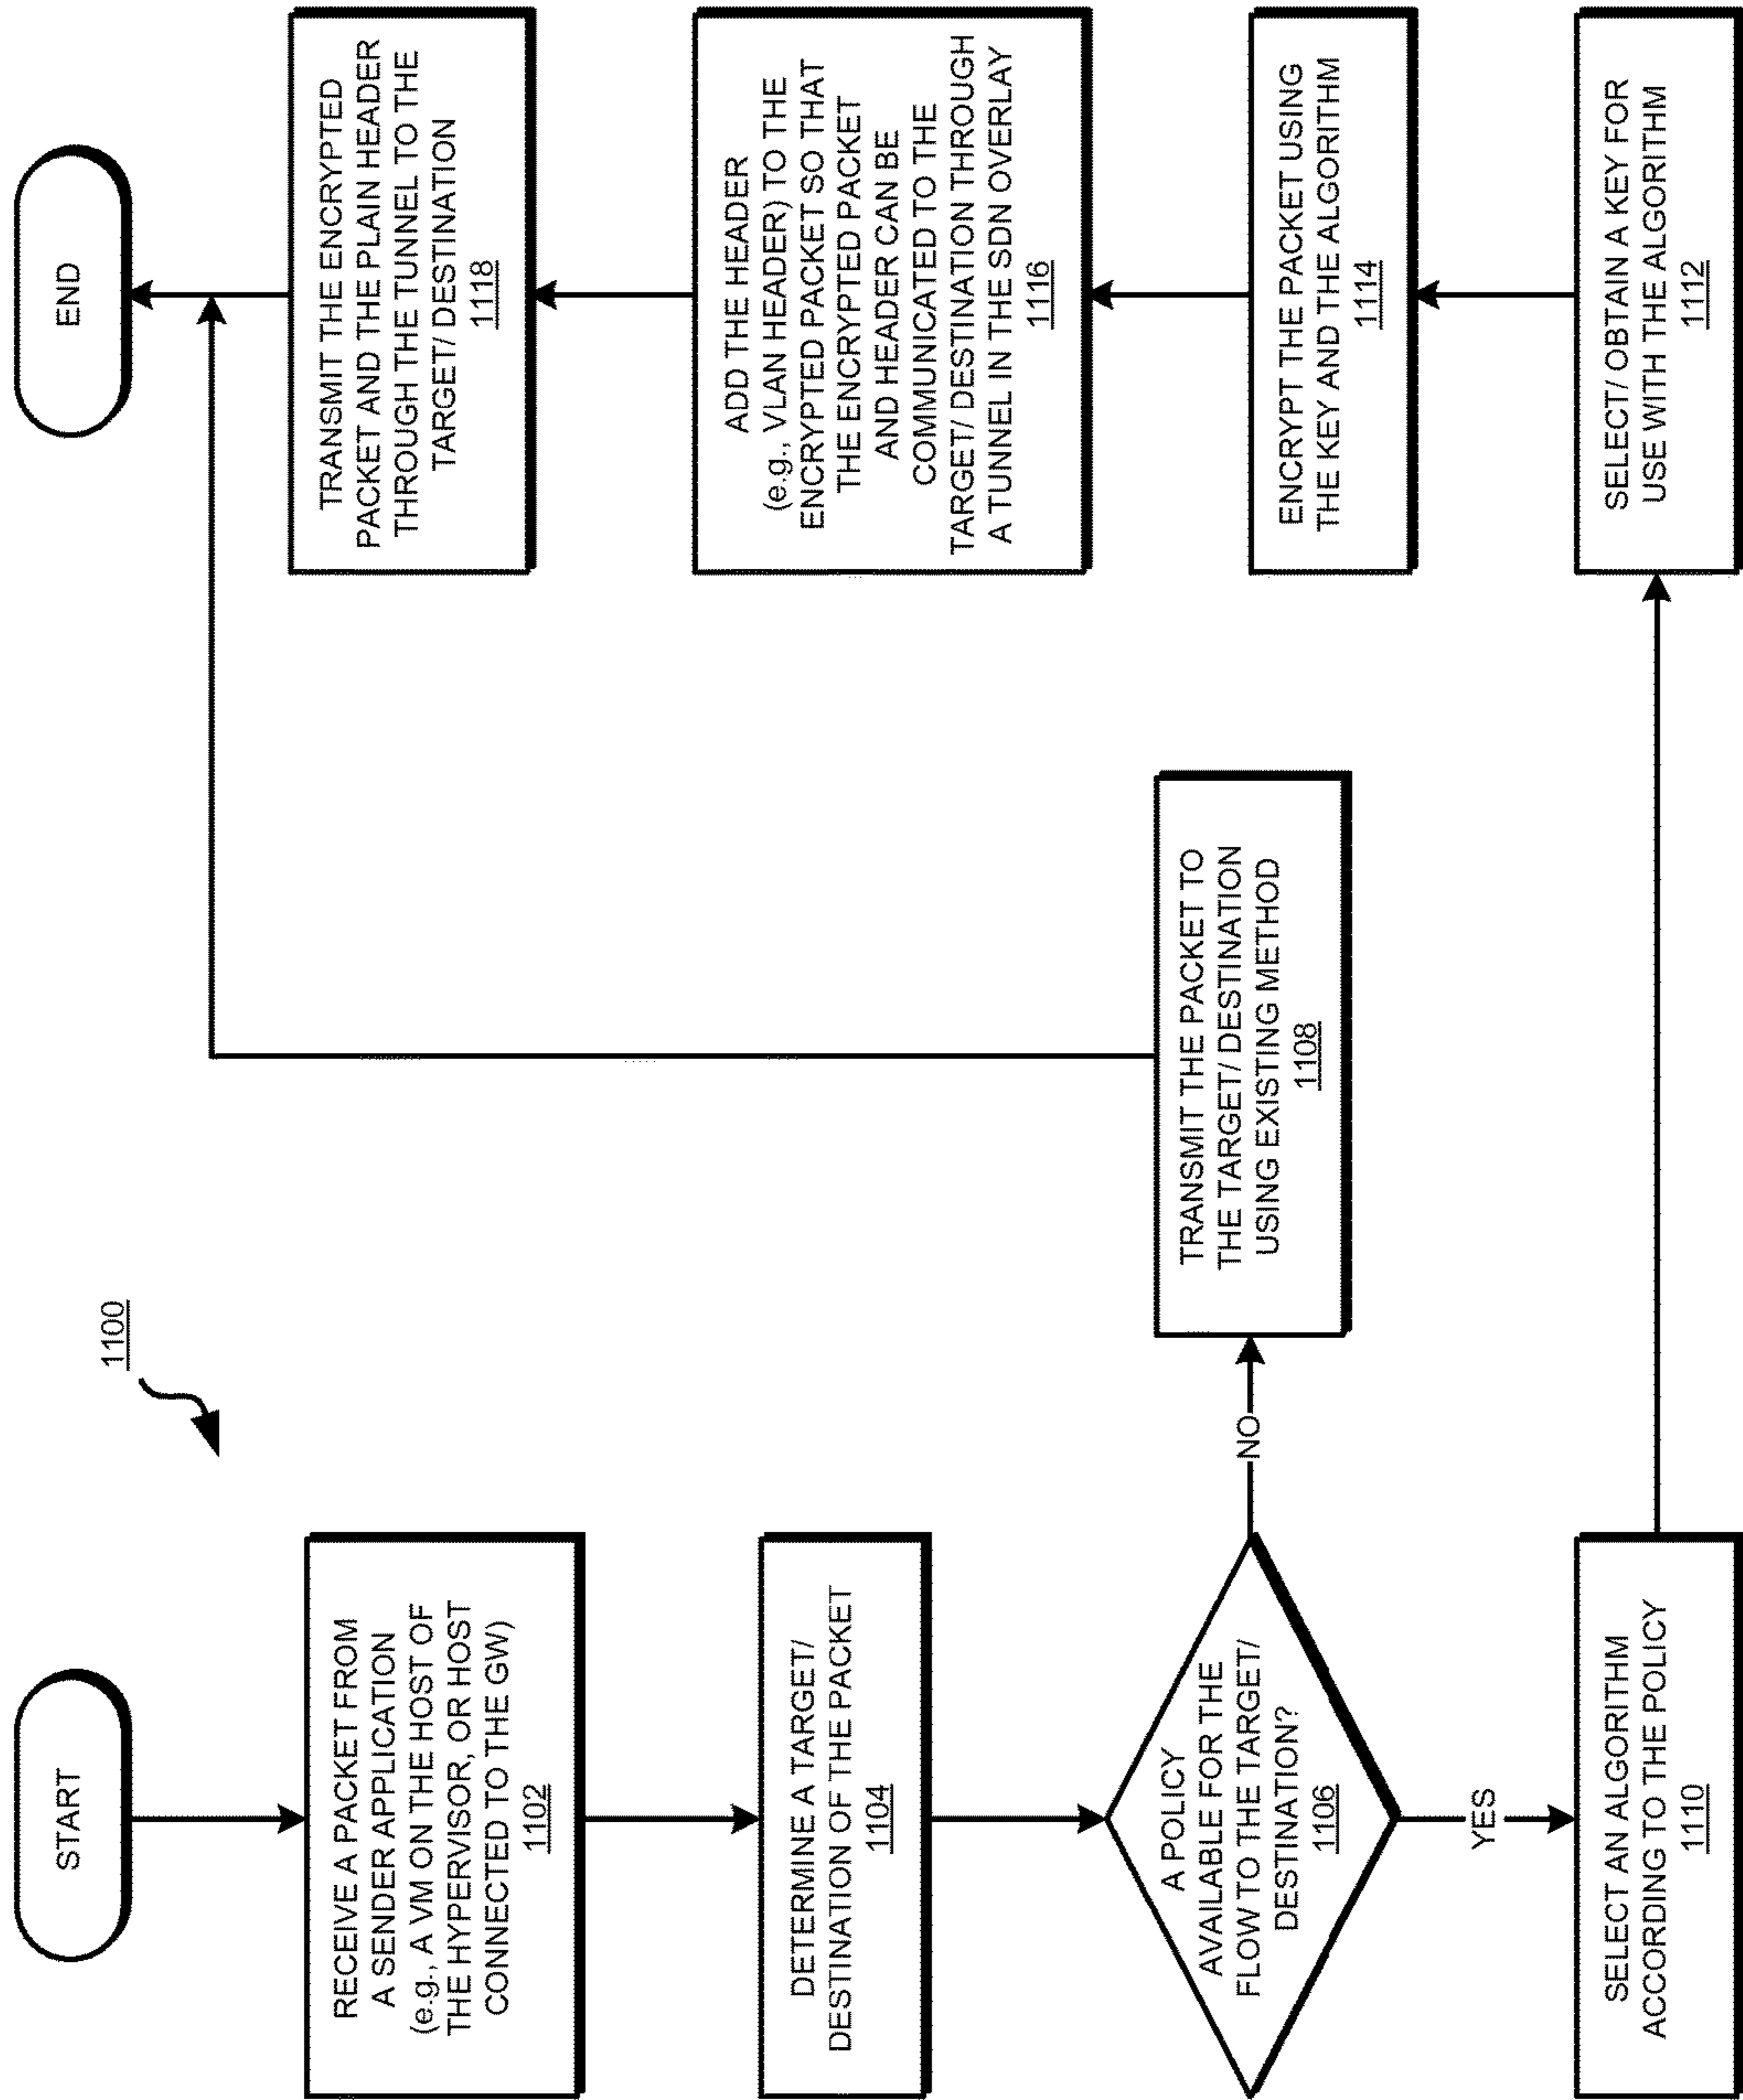 1100
START
RECEIVE A PACKET FROM
A SENDER APPLICATION
(e.g., A VM ON THE HOST OF
THE HYPERVISOR, OR HOST
CONNECTED TO THE GW)
1102
DETERMINE A TARGET/
DESTINATION OF THE PACKET
1104
A POLICY
AVAILABLE FOR THE
FLOW TO THE TARGET/
DESTINATION?
1106
NO
YES
TRANSMIT THE PACKET TO
THE TARGET/ DESTINATION
USING EXISTING METHOD
1108
SELECT AN ALGORITHM
ACCORDING TO THE POLICY
1110
SELECT/ OBTAIN A KEY FOR
USE WITH THE ALGORITHM
1112
ENCRYPT THE PACKET USING
THE KEY AND THE ALGORITHM
1114
ADD THE HEADER
(e.g., VLAN HEADER) TO THE
ENCRYPTED PACKET SO THAT
THE ENCRYPTED PACKET
AND HEADER CAN BE
COMMUNICATED TO THE
TARGET/ DESTINATION THROUGH
A TUNNEL IN THE SDN OVERLAY
1116
TRANSMIT THE ENCRYPTED
PACKET AND THE PLAIN HEADER
THROUGH THE TUNNEL TO THE
TARGET/ DESTINATION
1118
END